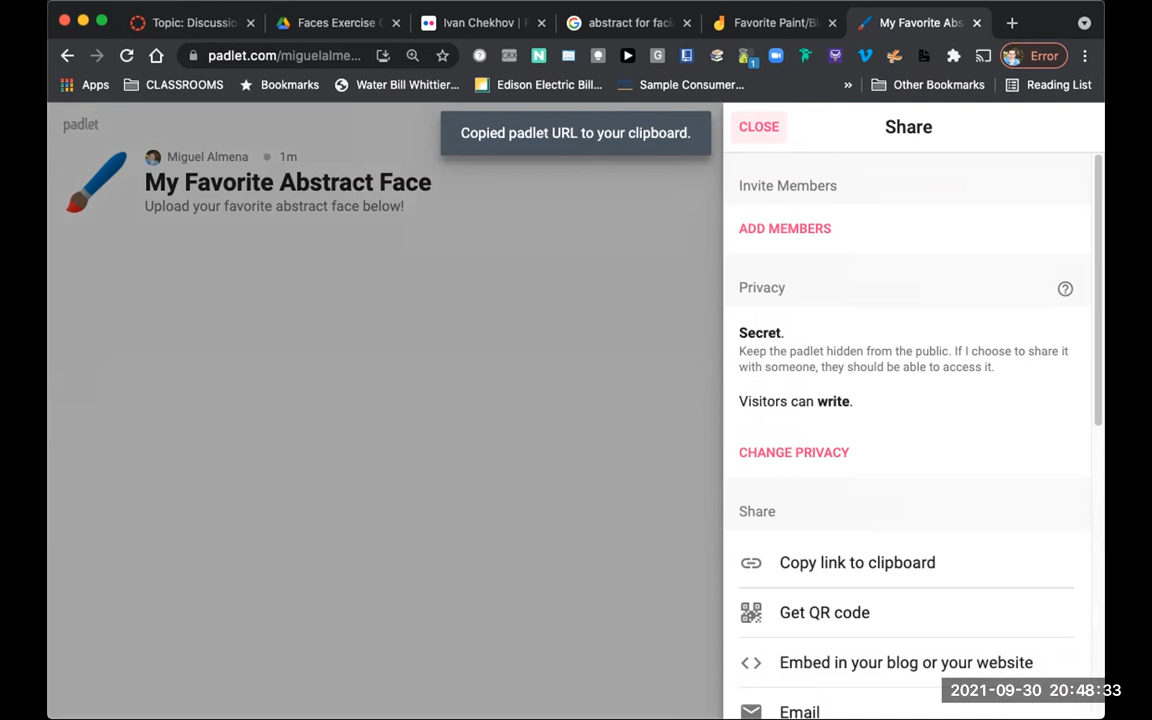 Topic: Discussio
Faces Exercise
Ivan Chekhov |
abstract for faci
Favorite Paint/Bl
My Favorite Abs
padlet.com/miguelalme...
1
Error
Apps
CLASSROOMS
Bookmarks
Water Bill Whittier...
Edison Electric Bil...
Sample Consumer...
»
Other Bookmarks
Reading List
padlet
Copied padlet URL to your clipboard.
CLOSE
Share
Miguel Almena
1m
My Favorite Abstract Face
Upload your favorite abstract face below!
Invite Members
ADD MEMBERS
Privacy
Secret.
Keep the padlet hidden from the public. If I choose to share it
with someone, they should be able to access it.
Visitors can write.
CHANGE PRIVACY
Share
Copy link to clipboard
Get QR code
Embed in your blog or your website
Email
2021-09-30 20:48:33